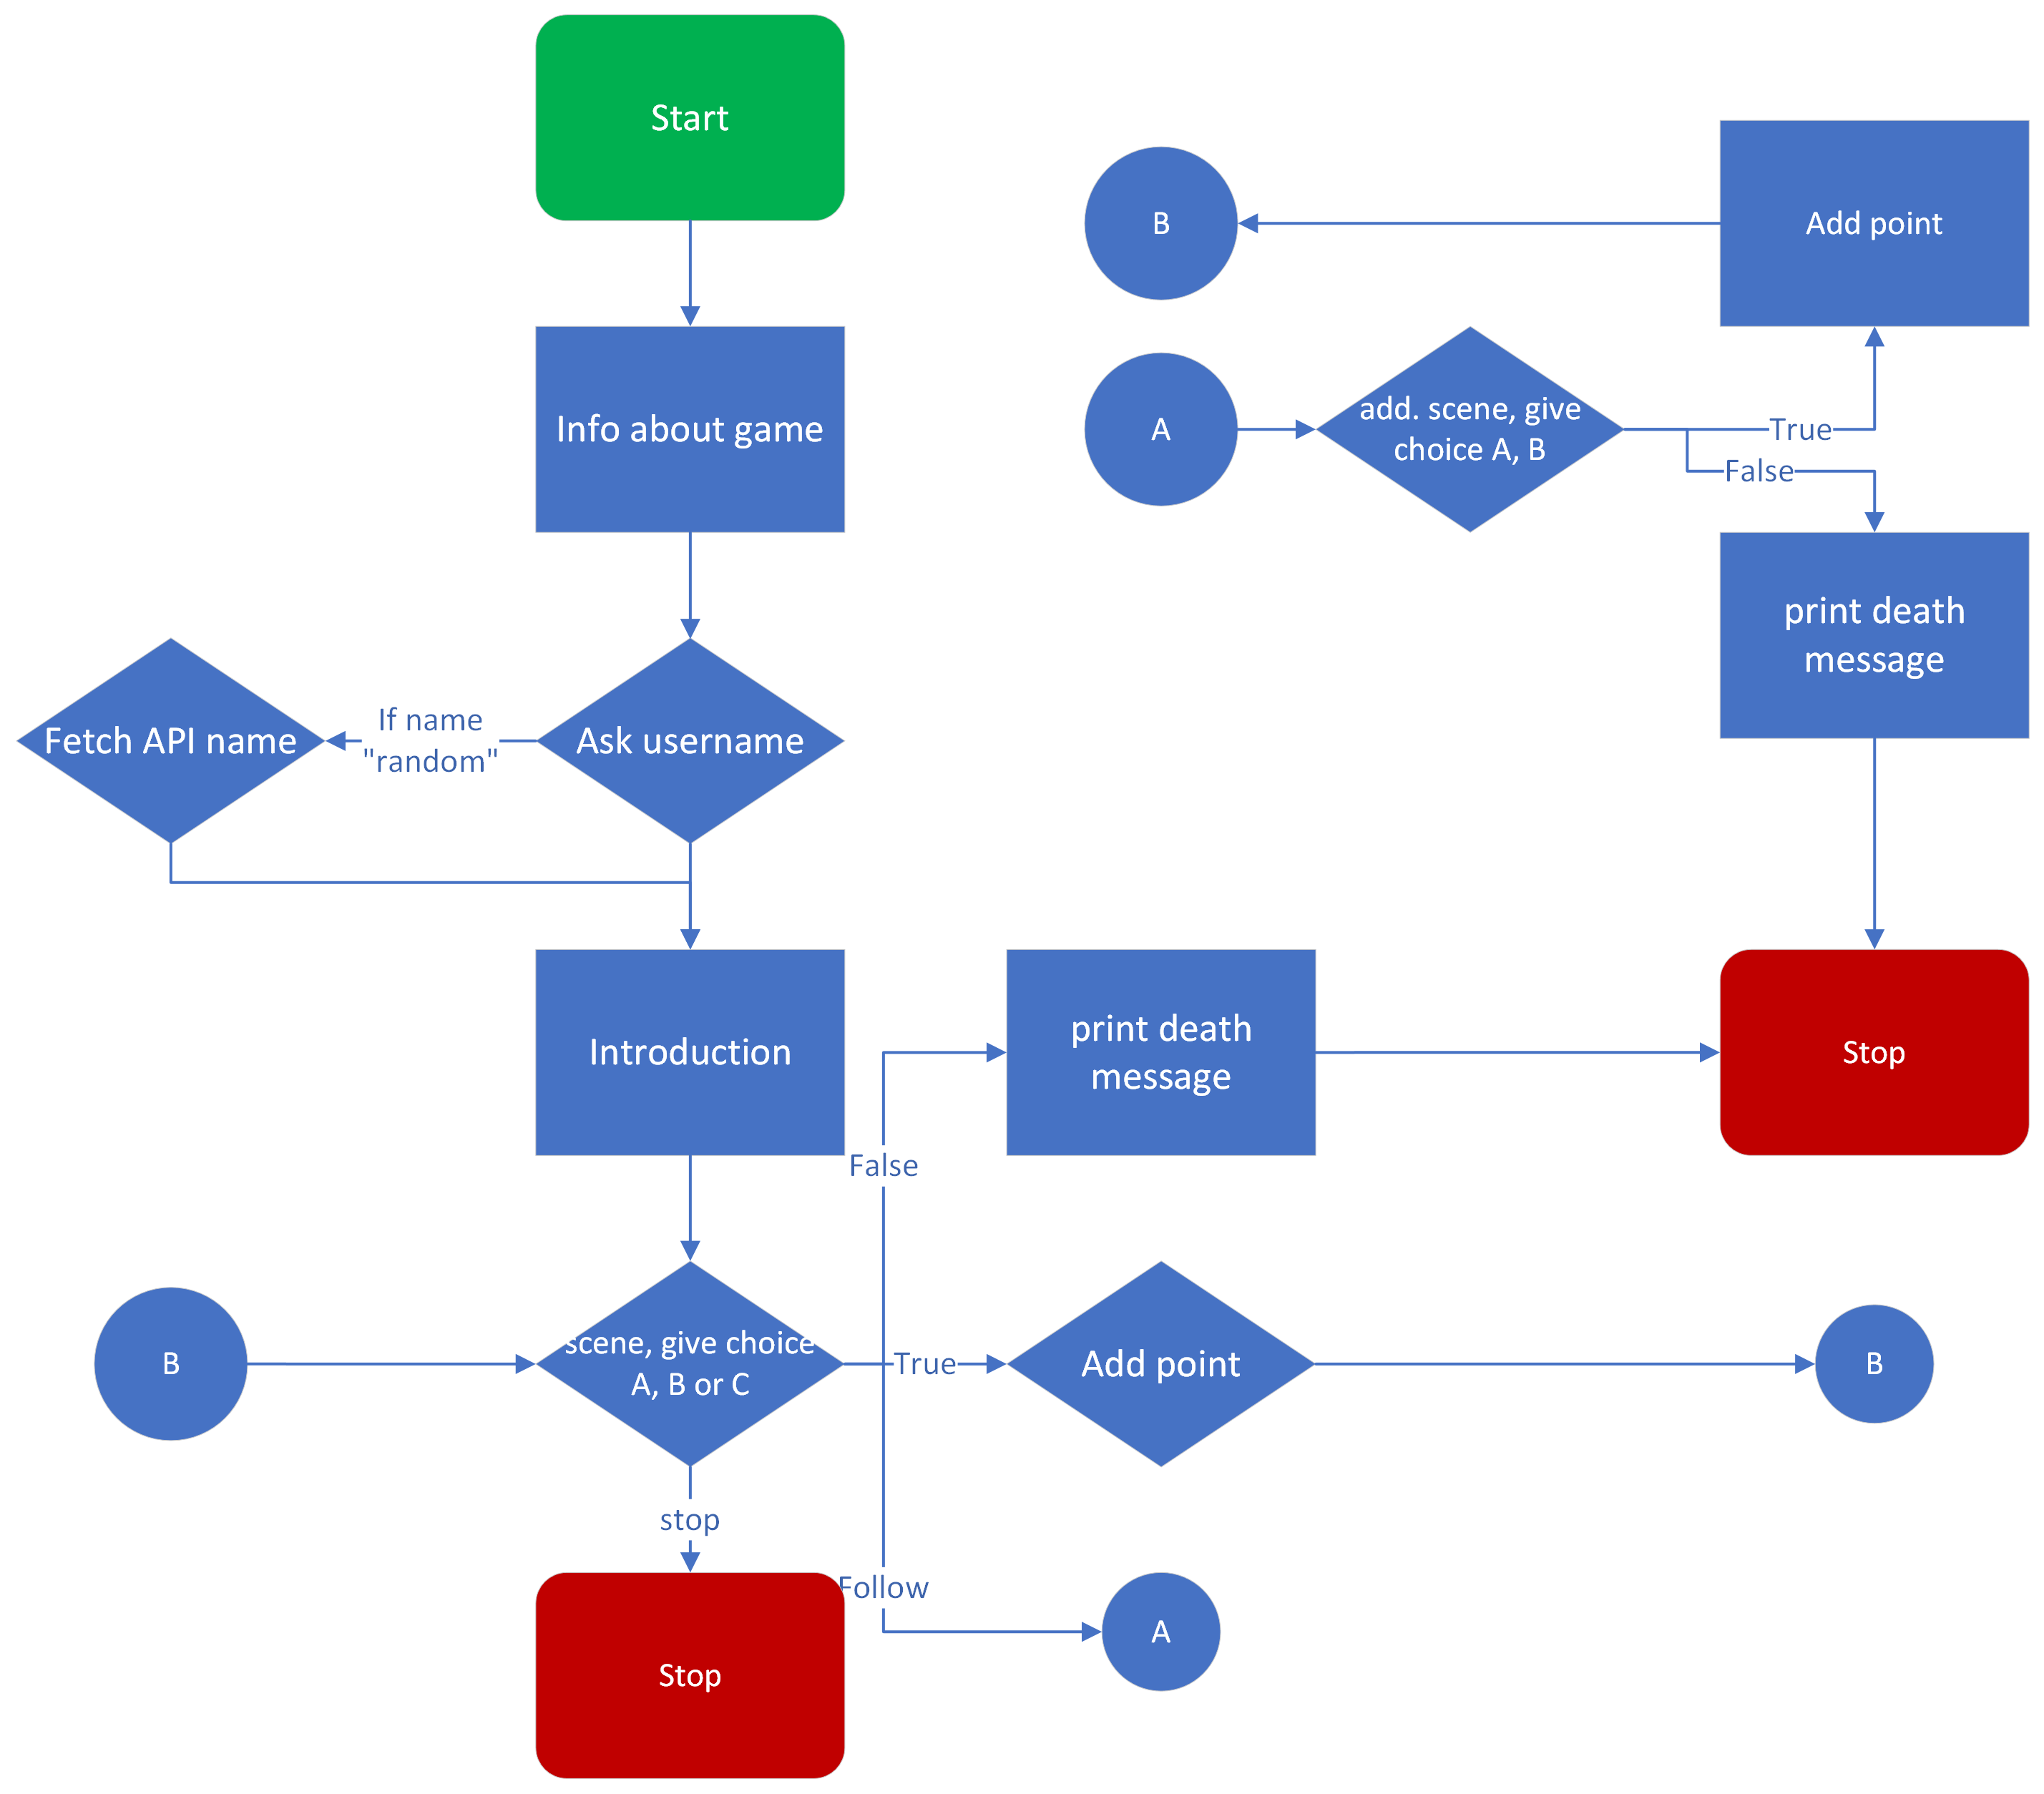 Start
B
Add point
Info about game
A
add. scene, give
choice A, B
True
False
print death
message
Fetch API name
If name
"random"
Ask username
Introduction
print death
message
Stop
False
B
scene, give choice
A, B or C
True
Add point
B
stop
Follow
A
Stop